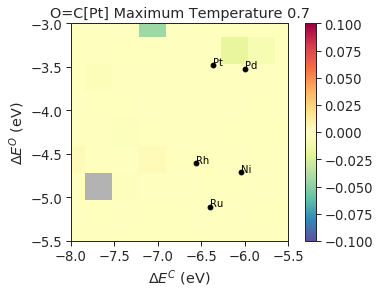 O=C[Pt] Maximum Temperature 0.7
−3.0
−3.5
−4.0
−4.5
−5.0
−5.5
ΔE^O (eV)
Pt
Pd
Rh
Ni
Ru
−8.0 −7.5 −7.0 −6.5 −6.0 −5.5
ΔE^C (eV)
0.100
0.075
0.050
0.025
0.000
−0.025
−0.050
−0.075
−0.100